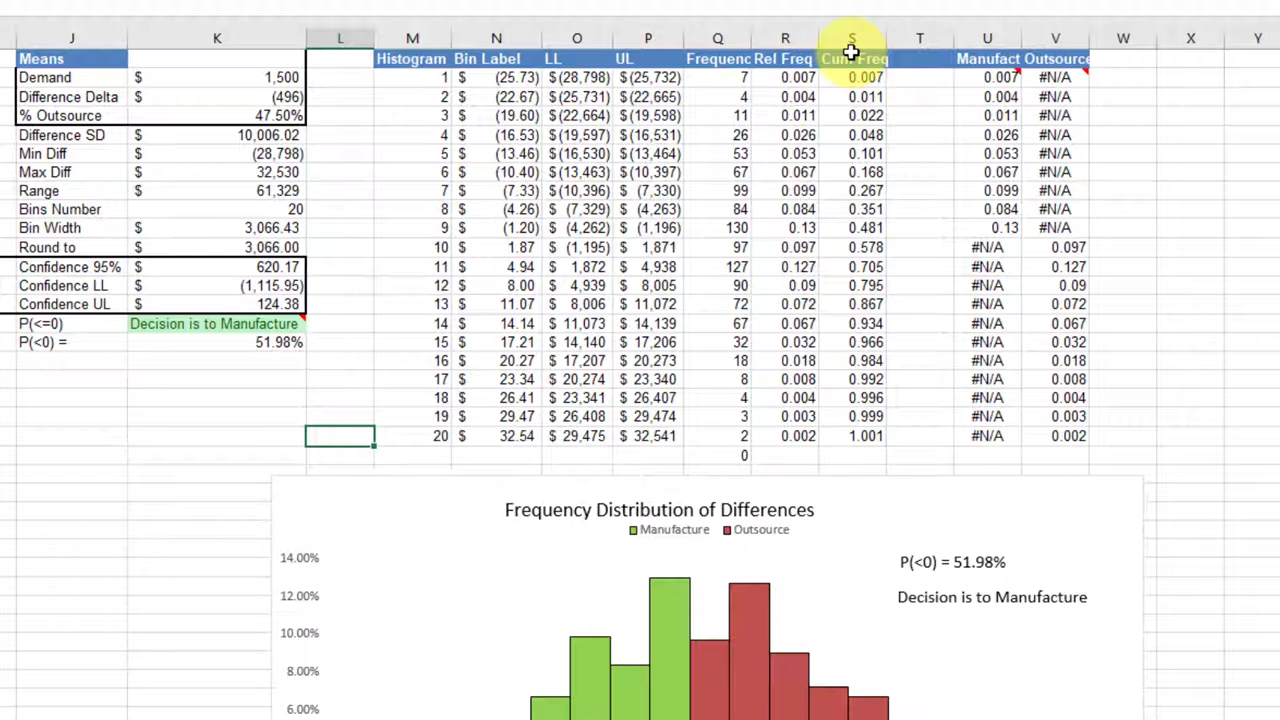 J K L M N O P Q R S T U V W X Y
Means Histogram Bin Label LL UL Frequenc Rel Freq Cum Freq Manufact Outsource
Demand $ 1,500 1 $ (25.73) $(28,798) $(25,732) 7 0.007 0.007 0.007 #N/A
Difference Delta $ (496) 2 $ (22.67) $(25,731) $(22,665) 4 0.004 0.011 0.004 #N/A
% Outsource 47.50% 3 $ (19.60) $(22,664) $(19,598) 11 0.011 0.022 0.011 #N/A
Difference SD $ 10,006.02 4 $ (16.53) $(19,597) $(16,531) 26 0.026 0.048 0.026 #N/A
Min Diff $ (28,798) 5 $ (13.46) $(16,530) $(13,464) 53 0.053 0.101 0.053 #N/A
Max Diff $ 32,530 6 $ (10.40) $(13,463) $(10,397) 67 0.067 0.168 0.067 #N/A
Range $ 61,329 7 $ (7.33) $(10,396) $ (7,330) 99 0.099 0.267 0.099 #N/A
Bins Number 20 8 $ (4.26) $ (7,329) $ (4,263) 84 0.084 0.351 0.084 #N/A
Bin Width $ 3,066.43 9 $ (1.20) $ (4,262) $ (1,196) 130 0.13 0.481 0.13 #N/A
Round to $ 3,066.00 10 $ 1.87 $ (1,195) $ 1,871 97 0.097 0.578 #N/A 0.097
Confidence 95% $ 620.17 11 $ 4.94 $ 1,872 $ 4,938 127 0.127 0.705 #N/A 0.127
Confidence LL $ (1,115.95) 12 $ 8.00 $ 4,939 $ 8,005 90 0.09 0.795 #N/A 0.09
Confidence UL $ 124.38 13 $ 11.07 $ 8,006 $ 11,072 72 0.072 0.867 #N/A 0.072
P(<=0) Decision is to Manufacture 14 $ 14.14 $ 11,073 $ 14,139 67 0.067 0.934 #N/A 0.067
P(<0) = 51.98% 15 $ 17.21 $ 14,140 $ 17,206 32 0.032 0.966 #N/A 0.032
16 $ 20.27 $ 17,207 $ 20,273 18 0.018 0.984 #N/A 0.018
17 $ 23.34 $ 20,274 $ 23,340 8 0.008 0.992 #N/A 0.008
18 $ 26.41 $ 23,341 $ 26,407 4 0.004 0.996 #N/A 0.004
19 $ 29.47 $ 26,408 $ 29,474 3 0.003 0.999 #N/A 0.003
20 $ 32.54 $ 29,475 $ 32,541 2 0.002 1.001 #N/A 0.002
0
Frequency Distribution of Differences
Manufacture Outsource
14.00%
P(<0) = 51.98%
12.00%
Decision is to Manufacture
10.00%
8.00%
6.00%